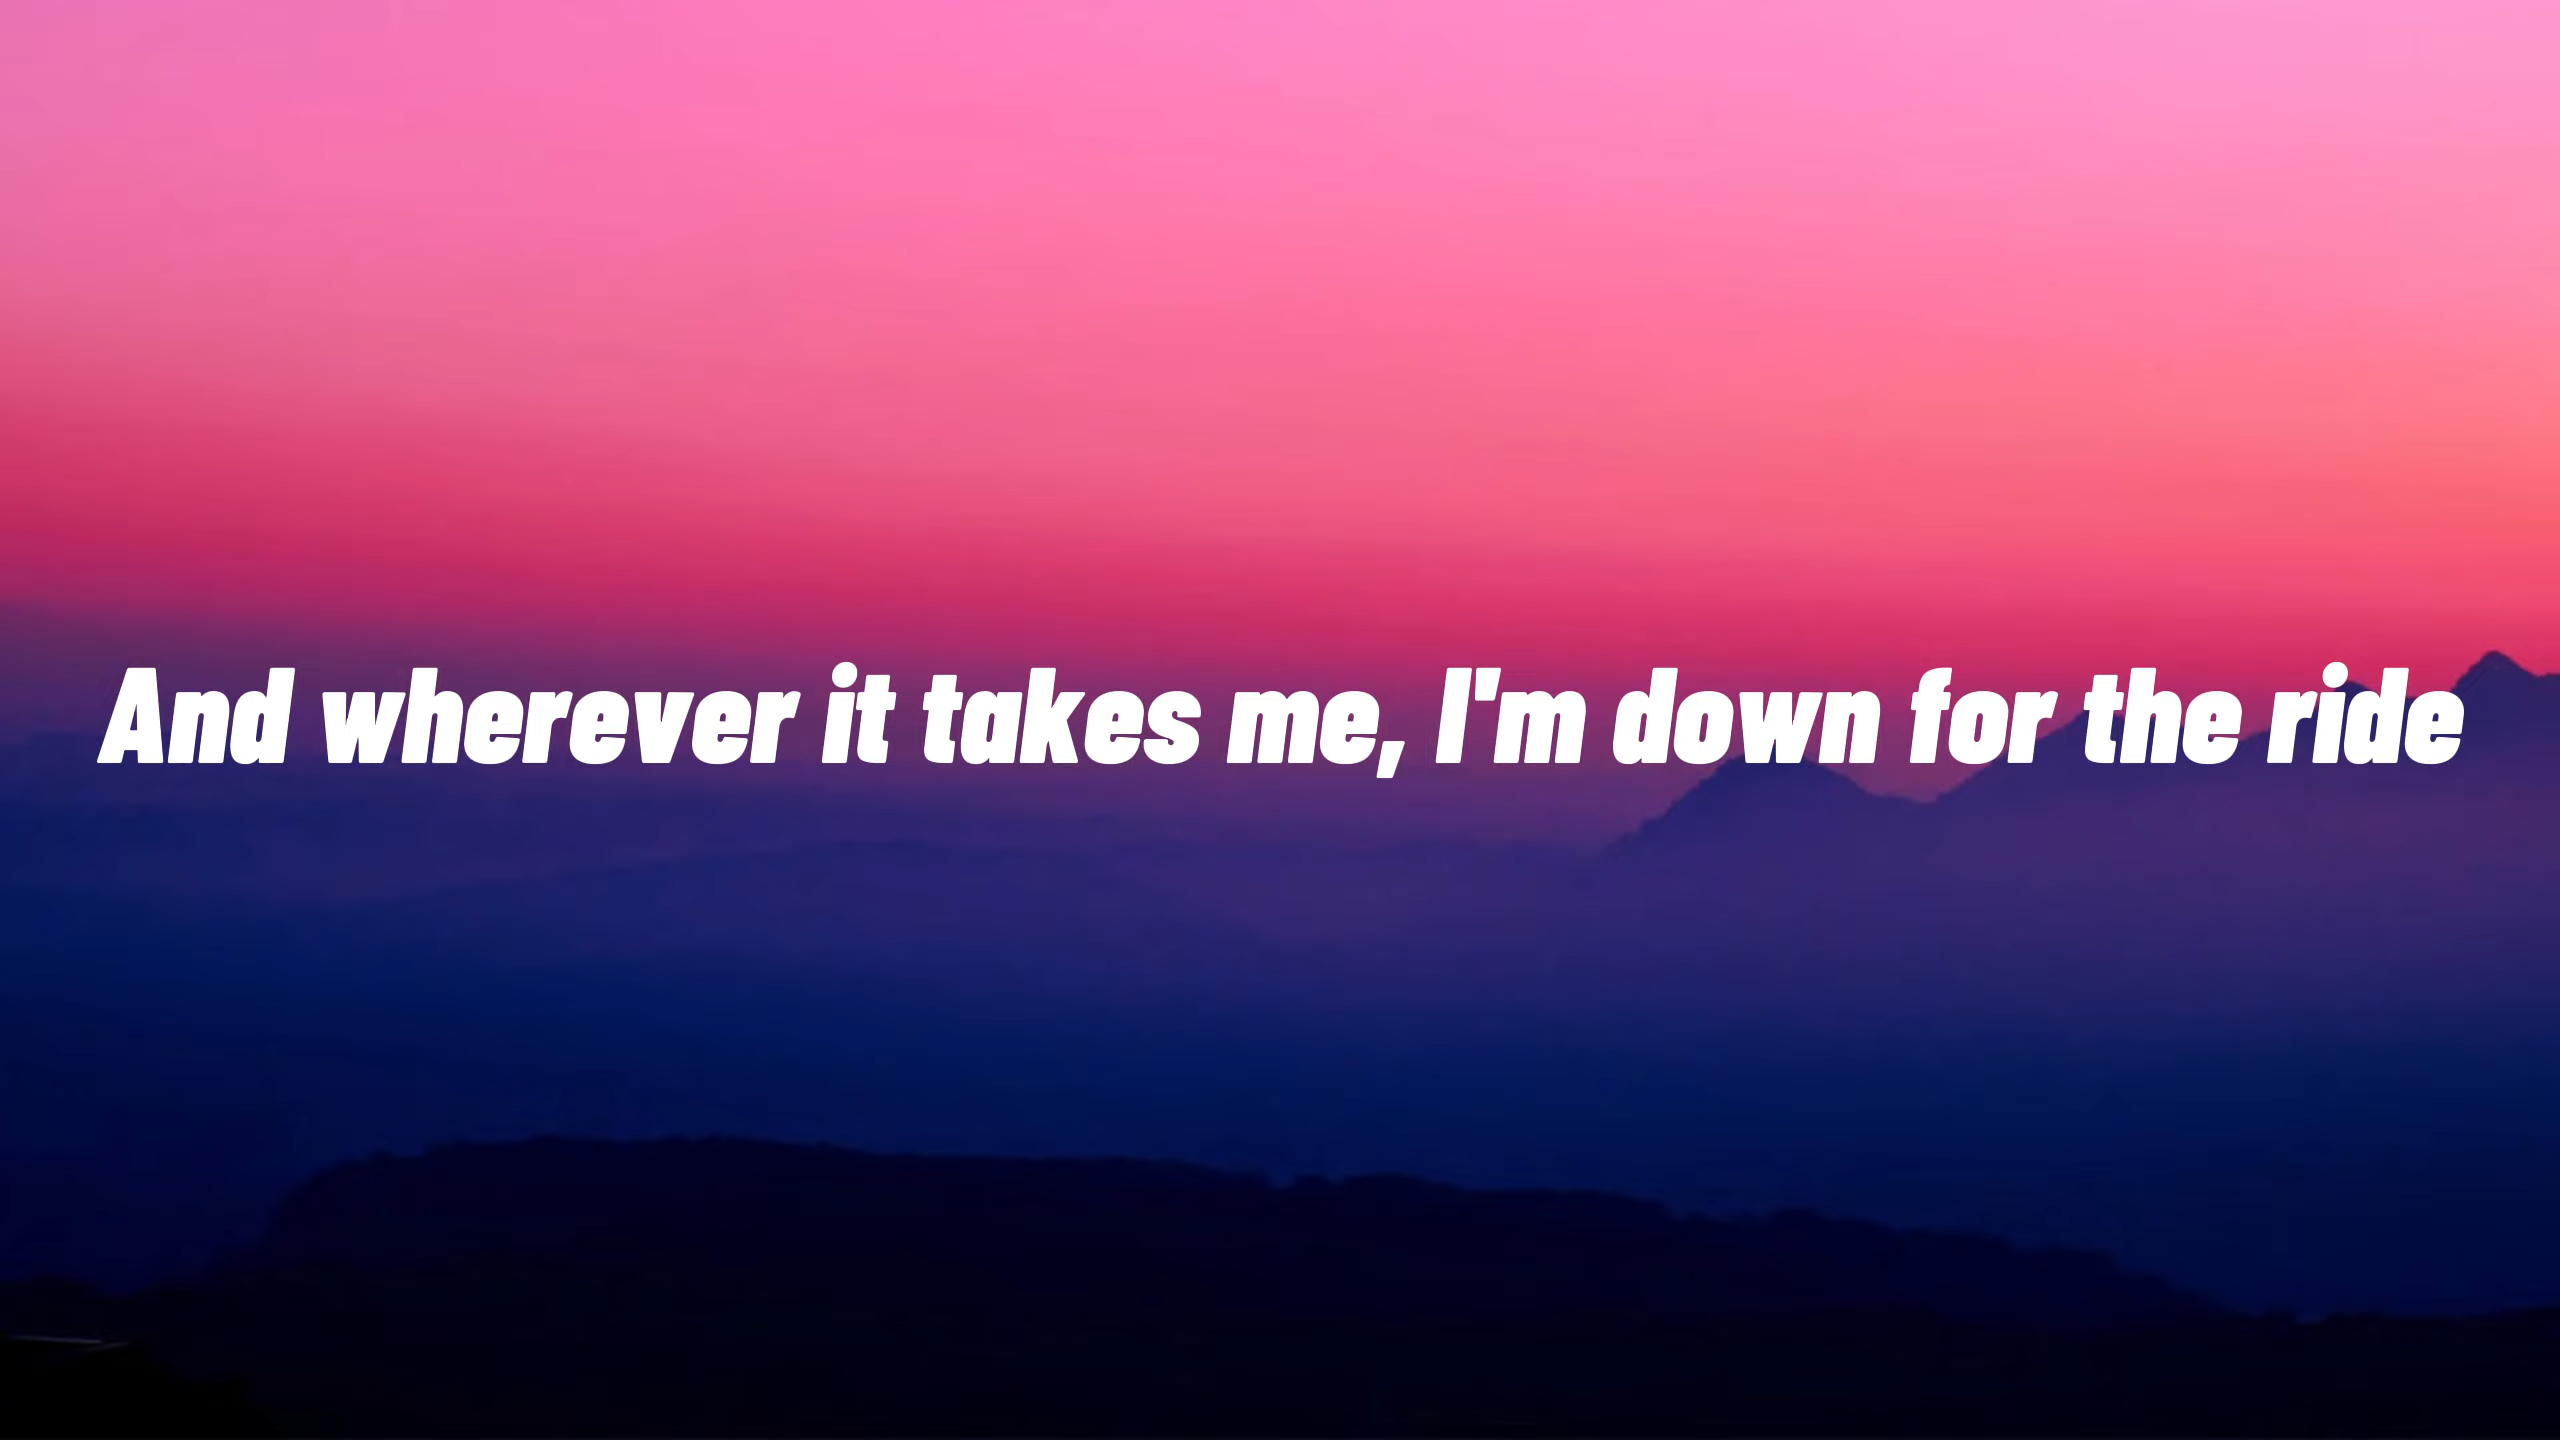 And wherever it takes me, I'm down for the ride